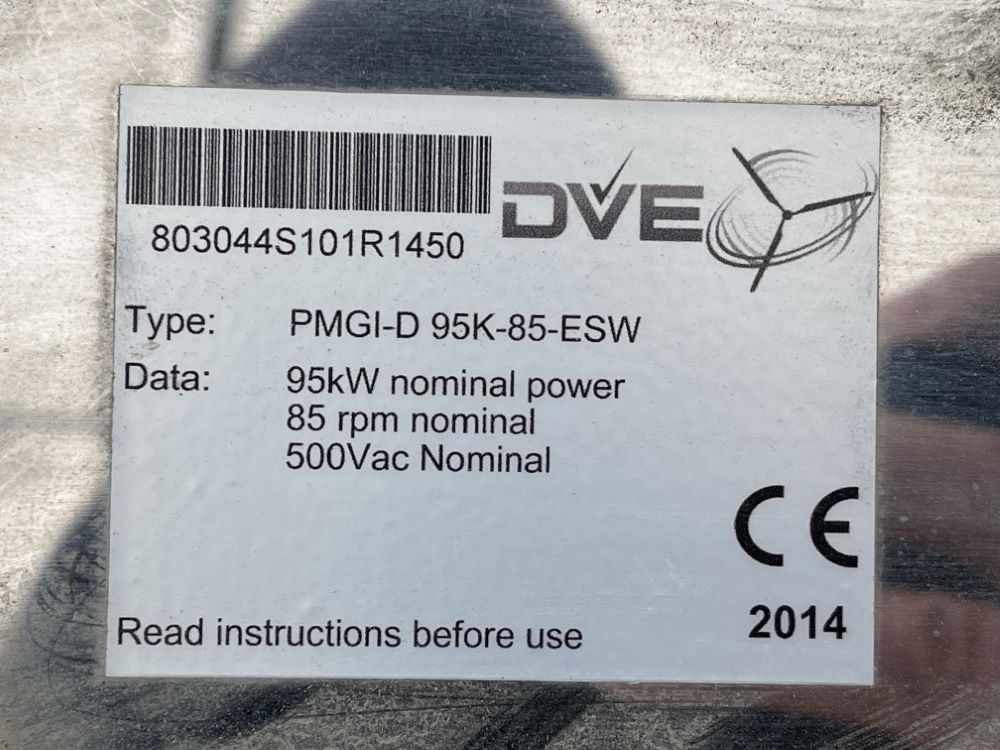 803044S101R1450
DVE
Type: PMGI-D 95K-85-ESW
Data: 95kW nominal power
85 rpm nominal
500Vac Nominal
CE
2014
Read instructions before use